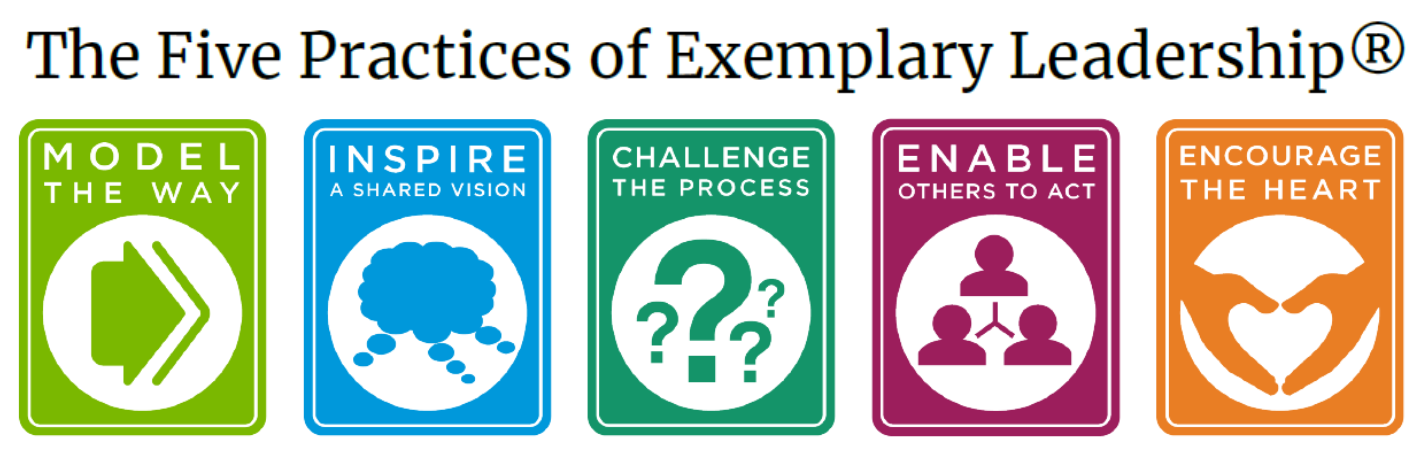 The Five Practices of Exemplary Leadership®
MODEL
THE WAY
INSPIRE
A SHARED VISION
CHALLENGE
THE PROCESS
ENABLE
OTHERS TO ACT
ENCOURAGE
THE HEART
????